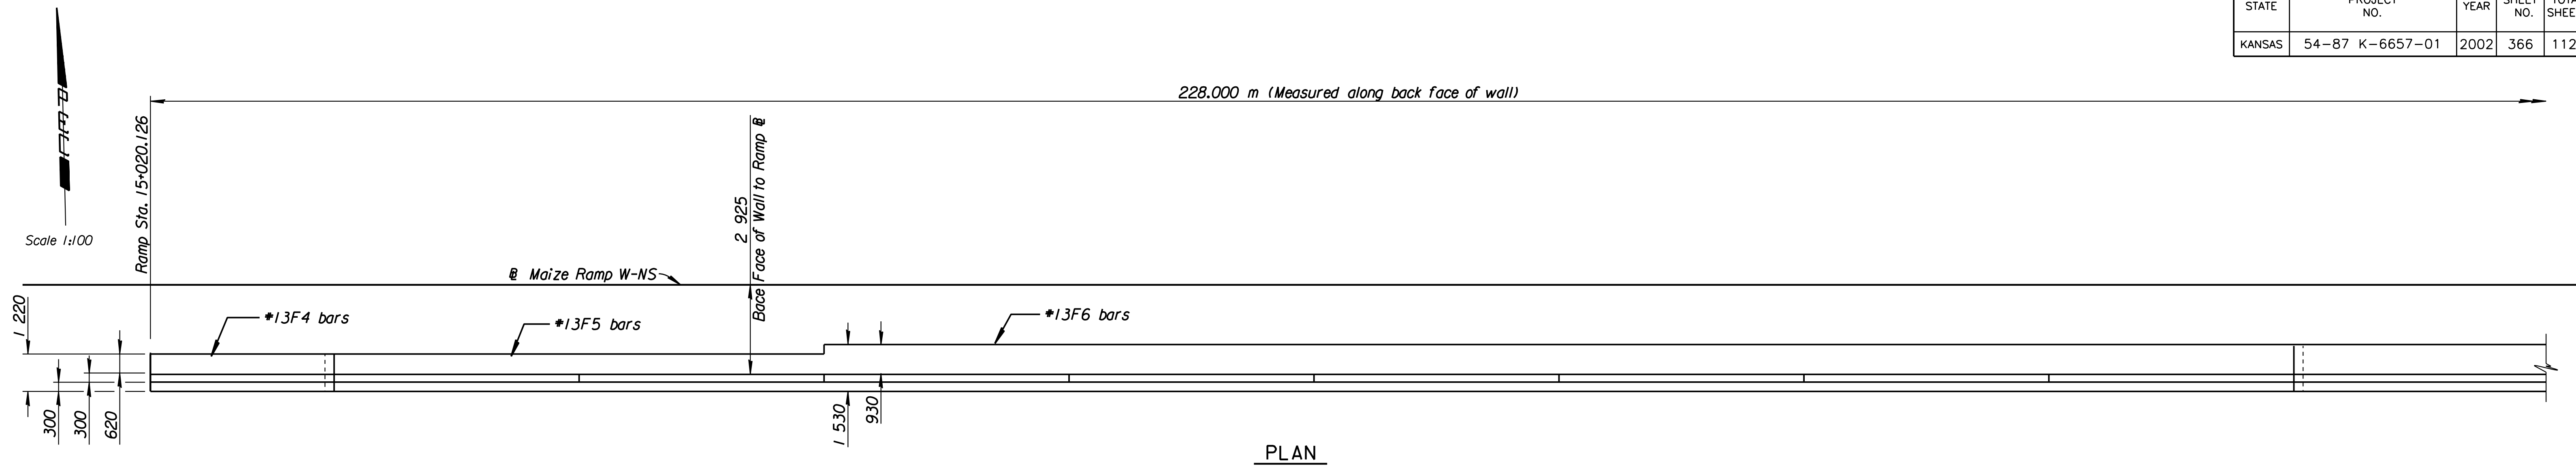 STATE
PROJECT NO.
YEAR
SHEET NO.
KANSAS
54-87 K-6657-01
2002
366
112
228.000 m (Measured along back face of wall)
Ramp Sta. 15+020.126
Scale 1:100
2 925
Bace Face of Wall to Ramp ℄
℄ Maize Ramp W-NS
#13F4 bars
#13F5 bars
#13F6 bars
1 220
300
300
620
1 530
930
PLAN